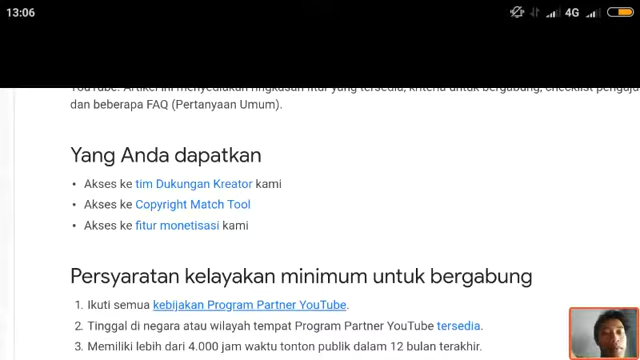 13:06
4G
YouTube. Artikel ini menyediakan ringkasan fitur yang tersedia, kriteria untuk bergabung, checklist
dan beberapa FAQ (Pertanyaan Umum).
Yang Anda dapatkan
• Akses ke tim Dukungan Kreator kami
• Akses ke Copyright Match Tool
• Akses ke fitur monetisasi kami
Persyaratan kelayakan minimum untuk bergabung
1. Ikuti semua kebijakan Program Partner YouTube.
2. Tinggal di negara atau wilayah tempat Program Partner YouTube tersedia.
3. Memiliki lebih dari 4.000 jam waktu tonton publik dalam 12 bulan terakhir.